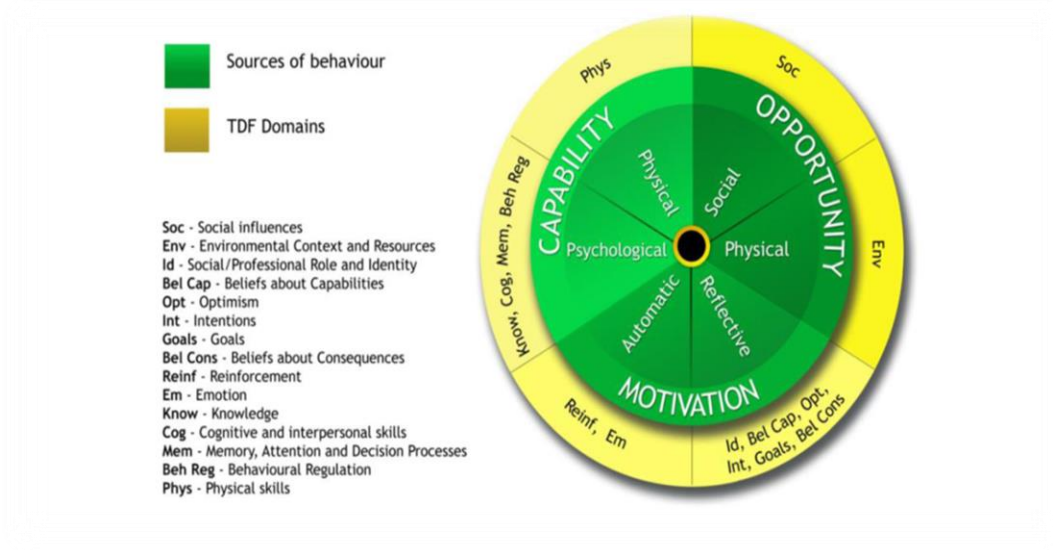 Sources of behaviour
TDF Domains
Soc - Social influences
Env - Environmental Context and Resources
Id - Social/Professional Role and Identity
Bel Cap - Beliefs about Capabilities
Opt - Optimism
Int - Intentions
Goals - Goals
Bel Cons - Beliefs about Consequences
Reinf - Reinforcement
Em - Emotion
Know - Knowledge
Cog - Cognitive and interpersonal skills
Mem - Memory, Attention and Decision Processes
Beh Reg - Behavioural Regulation
Phys - Physical skills
Phys
Soc
Env
Id, Bel Cap, Opt,
Int, Goals, Bel Cons
Reinf, Em
Know, Cog, Mem, Beh Reg
CAPABILITY
OPPORTUNITY
MOTIVATION
Physical
Social
Physical
Reflective
Automatic
Psychological